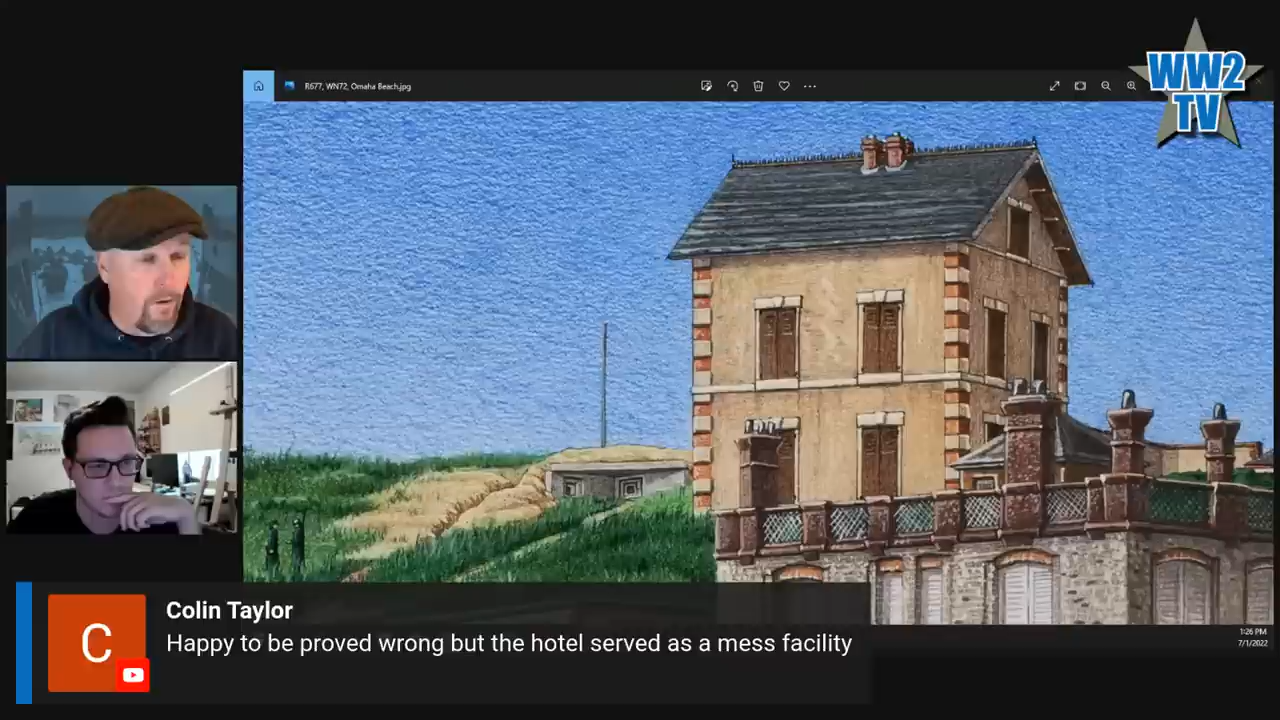 R677, WN72, Omaha Beach.jpg
WW2
TV
C
Colin Taylor
Happy to be proved wrong but the hotel served as a mess facility
1:26 PM
7/1/2022